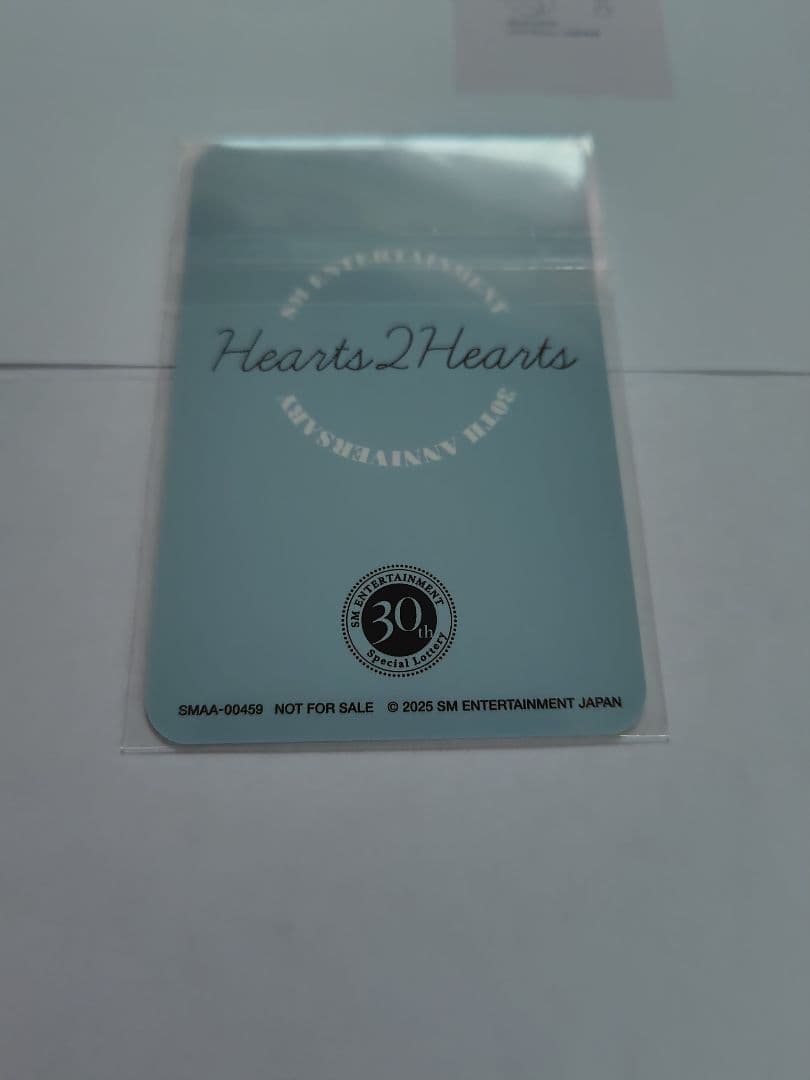 SM ENTERTAINMENT
Hearts2Hearts
30TH ANNIVERSARY
SM ENTERTAINMENT
30th
Special Lottery
SMAA-00459 NOT FOR SALE © 2025 SM ENTERTAINMENT JAPAN